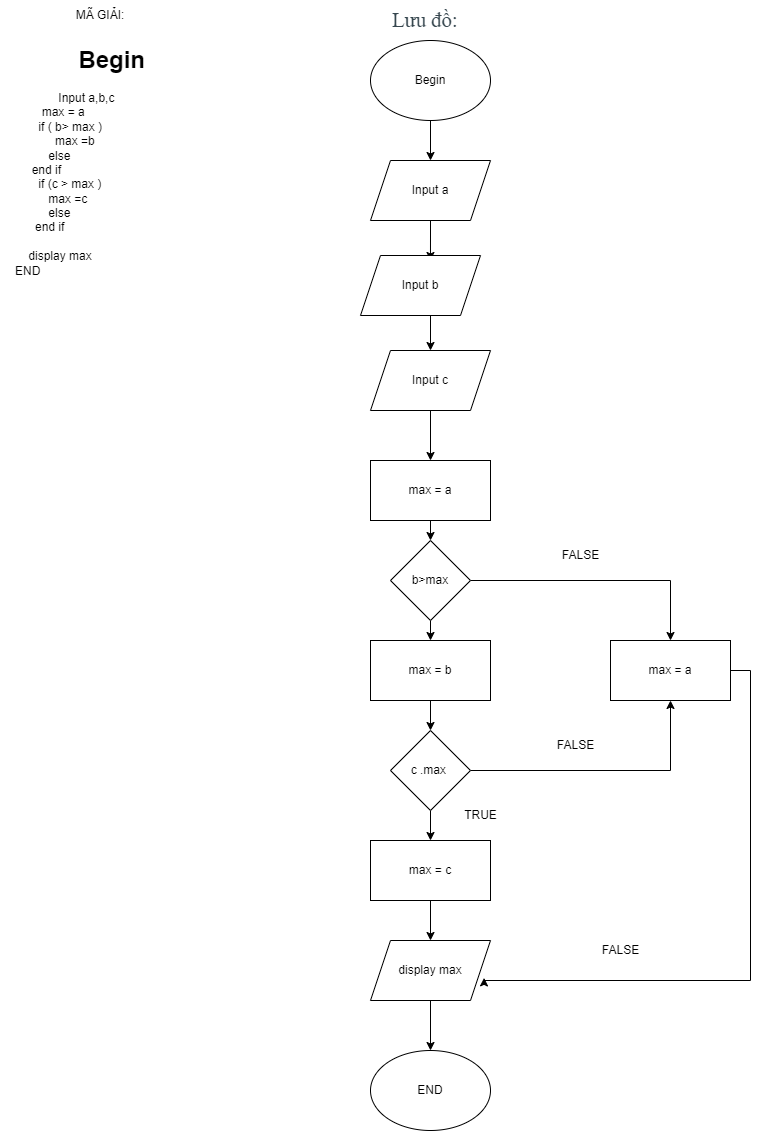 MÃ GIẢI:
Begin
Input a,b,c
max = a
if ( b> max )
max =b
else
end if
if (c > max )
max =c
else
end if
display max
END
Lưu đồ:
Begin
Input a
Input b
Input c
max = a
b>max
FALSE
max = b
max = a
c .max
FALSE
TRUE
max = c
display max
FALSE
END